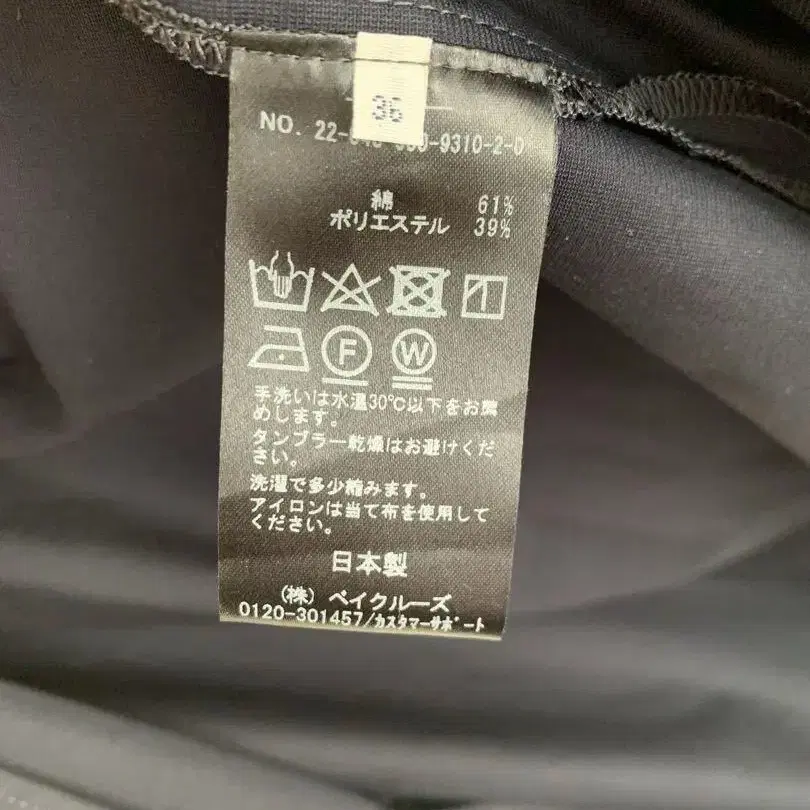 36
NO. 22-
-9310-2-0
綿 61%
ポリエステル 39%
F W
手洗いは水温30℃以下をお薦
めします。
タンブラー乾燥はお避けくだ
さい。
洗濯で多少縮みます。
アイロンは当て布を使用して
ください。
日本製
(株) ベイクルーズ
0120-301457/カスタマーサポート